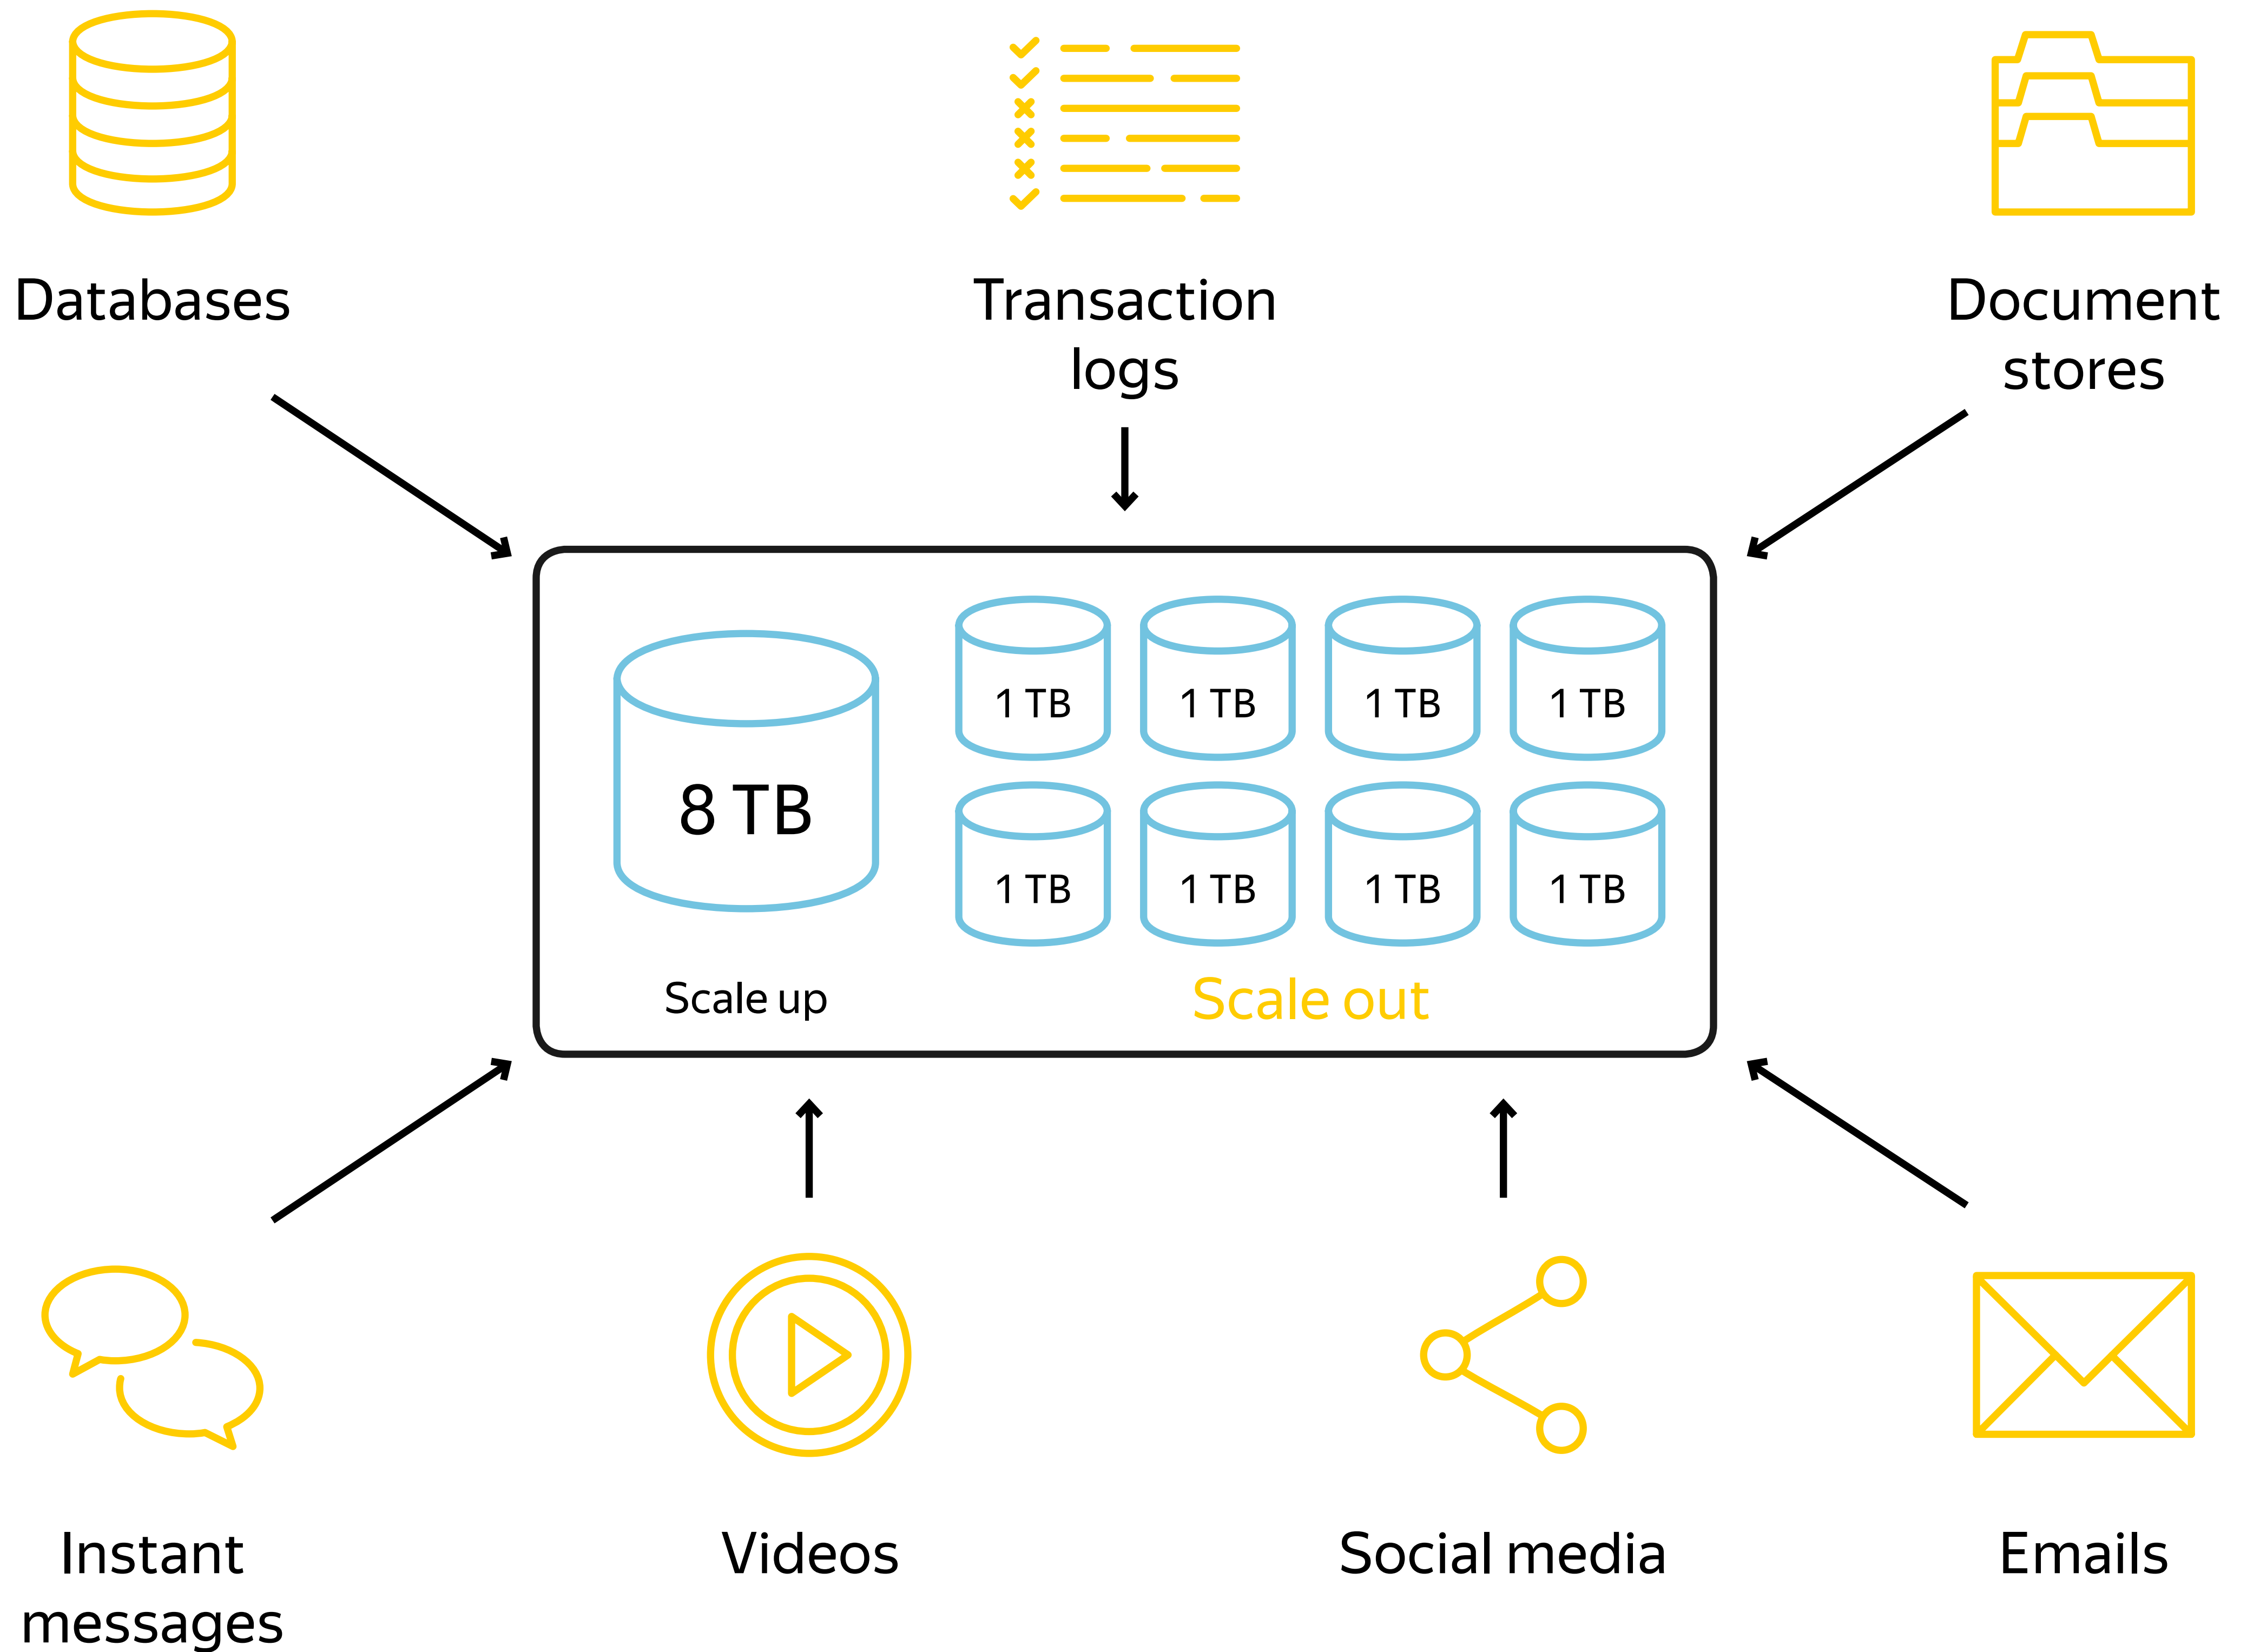 Databases
Transaction
logs
Document
stores
8 TB
1 TB
1 TB
1 TB
1 TB
1 TB
1 TB
1 TB
1 TB
Scale up
Scale out
Instant
messages
Videos
Social media
Emails